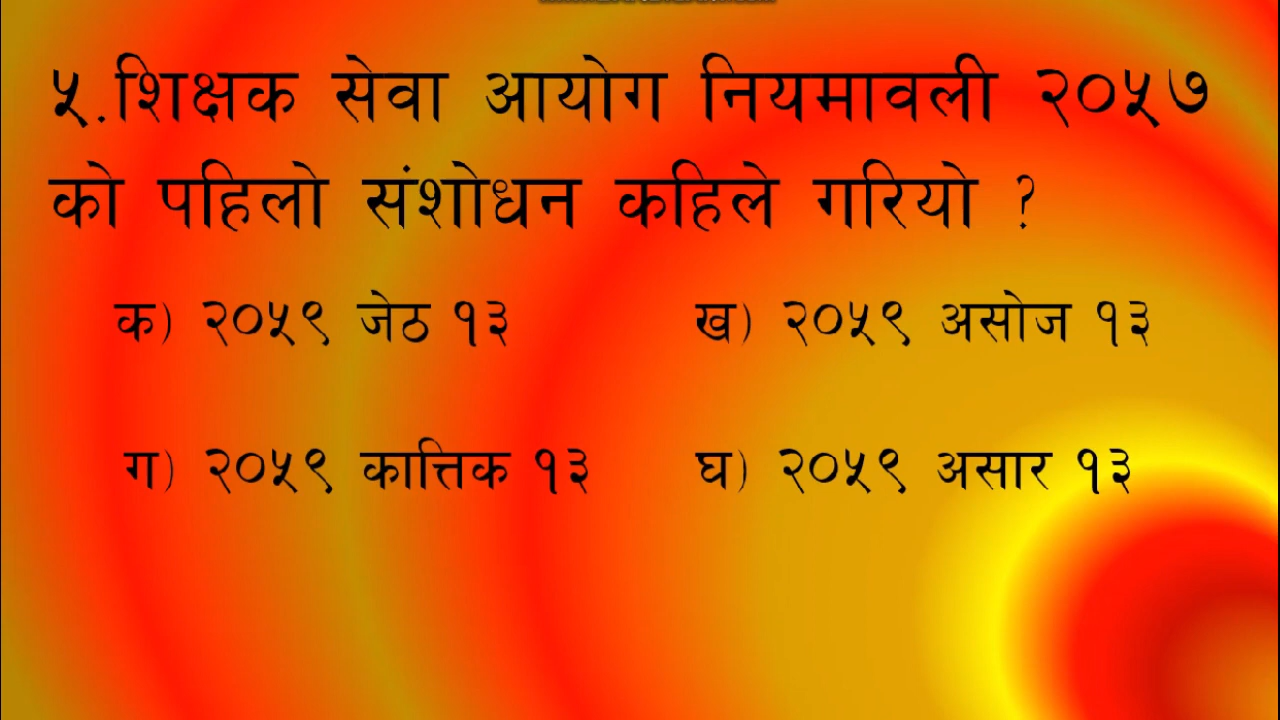 ५.शिक्षक सेवा आयोग नियमावली २०५७
को पहिलो संशोधन कहिले गरियो ?
क) २०५९ जेठ १३ ख) २०५९ असोज १३
ग) २०५९ कात्तिक १३ घ) २०५९ असार १३